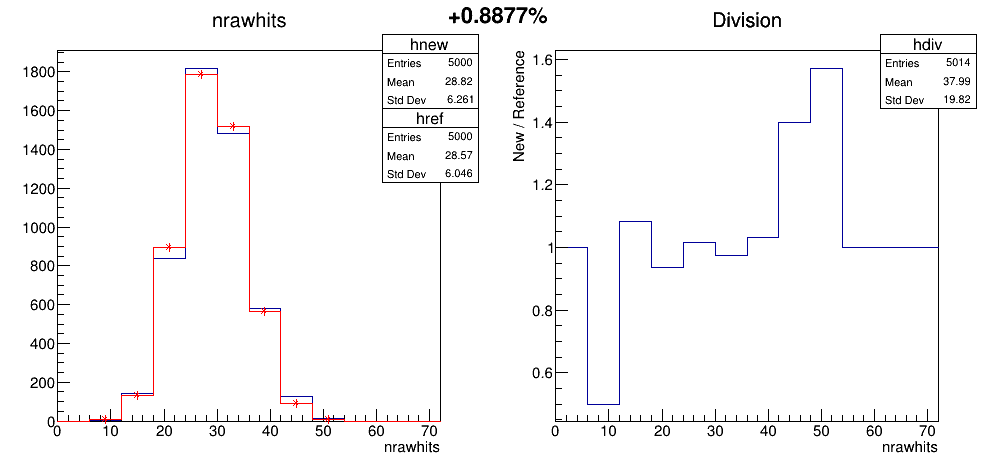 +0.8877%
nrawhits
hnew
Entries 5000
Mean 28.82
Std Dev 6.261
href
Entries 5000
Mean 28.57
Std Dev 6.046
1800
1600
1400
1200
1000
800
600
400
200
0
0 10 20 30 40 50 60 70
nrawhits
Division
hdiv
Entries 5014
Mean 37.99
Std Dev 19.82
New / Reference
1.6
1.4
1.2
1
0.8
0.6
0 10 20 30 40 50 60 70
nrawhits